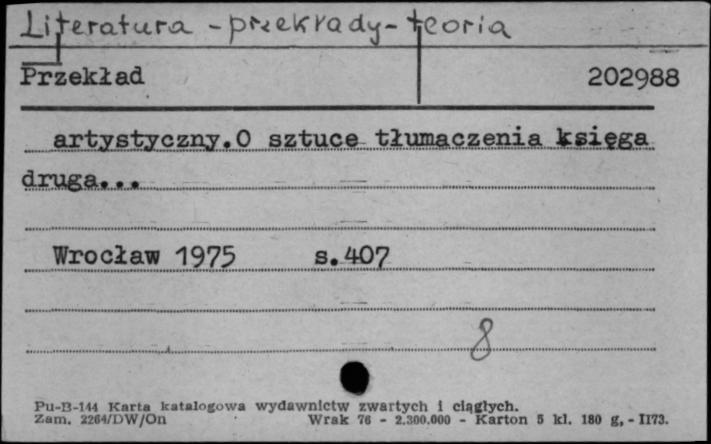 Literatura - przekłady - teoria
Przekład 202988
artystyczny.O sztuce tłumaczenia księga
druga...
Wrocław 1975 s.407
8
Pu-B-144 Karta katalogowa wydawnictw zwartych i ciągłych.
Zam. 2264/DW/On Wrak 76 - 2.300.000 - Karton 5 kl. 180 g, - II73.